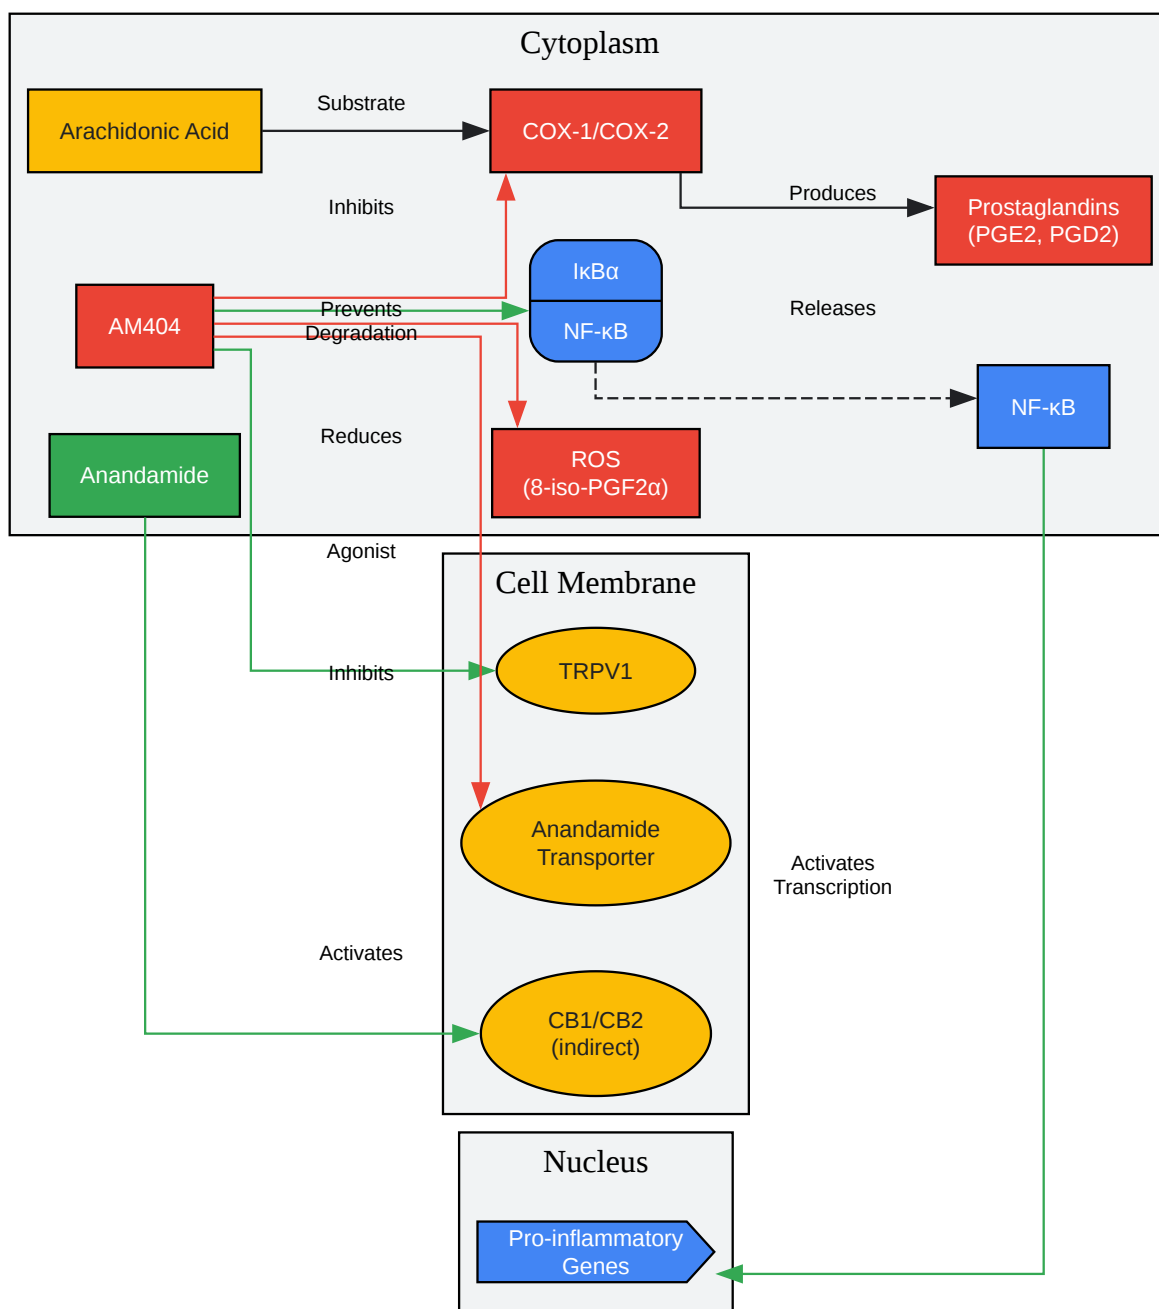 Cytoplasm
Substrate
Arachidonic Acid
COX-1/COX-2
Produces
Inhibits
Prostaglandins
(PGE2, PGD2)
IκBα
Releases
Prevents
Degradation
AM404
NF-κB
NF-κB
Reduces
ROS
(8-iso-PGF2α)
Anandamide
Agonist
Cell Membrane
TRPV1
Inhibits
Anandamide
Transporter
Activates
Transcription
Activates
CB1/CB2
(indirect)
Nucleus
Pro-inflammatory
Genes